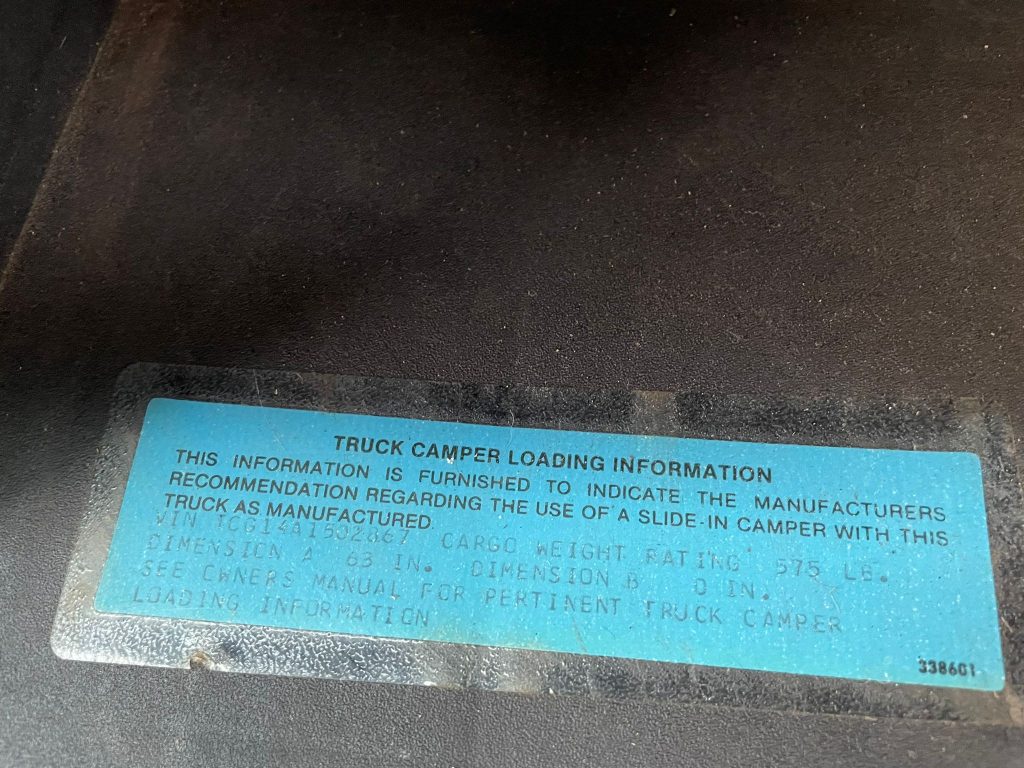 TRUCK CAMPER LOADING INFORMATION
THIS INFORMATION IS FURNISHED TO INDICATE THE MANUFACTURERS
RECOMMENDATION REGARDING THE USE OF A SLIDE-IN CAMPER WITH THIS
TRUCK AS MANUFACTURED.
VIN TCG14A1502867 CARGO WEIGHT RATING 575 LB.
DIMENSION A 63 IN. DIMENSION B 0 IN.
SEE OWNERS MANUAL FOR PERTINENT TRUCK CAMPER
LOADING INFORMATION
338601